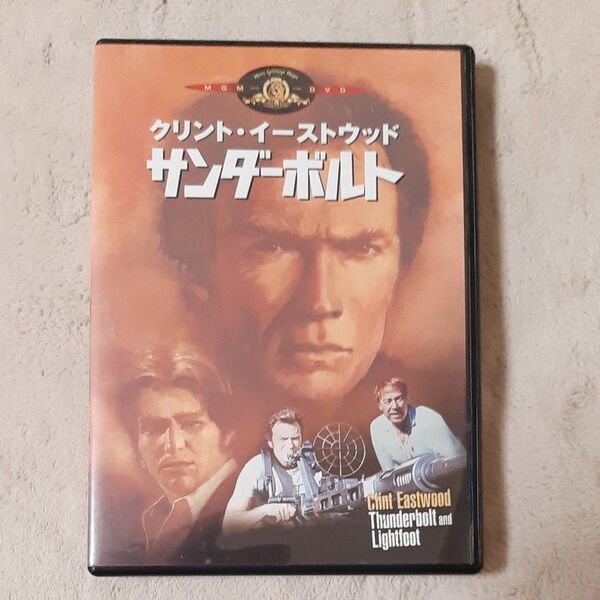 MGM DVD
クリント・イーストウッド
サンダーボルト
Clint Eastwood
Thunderbolt and
Lightfoot